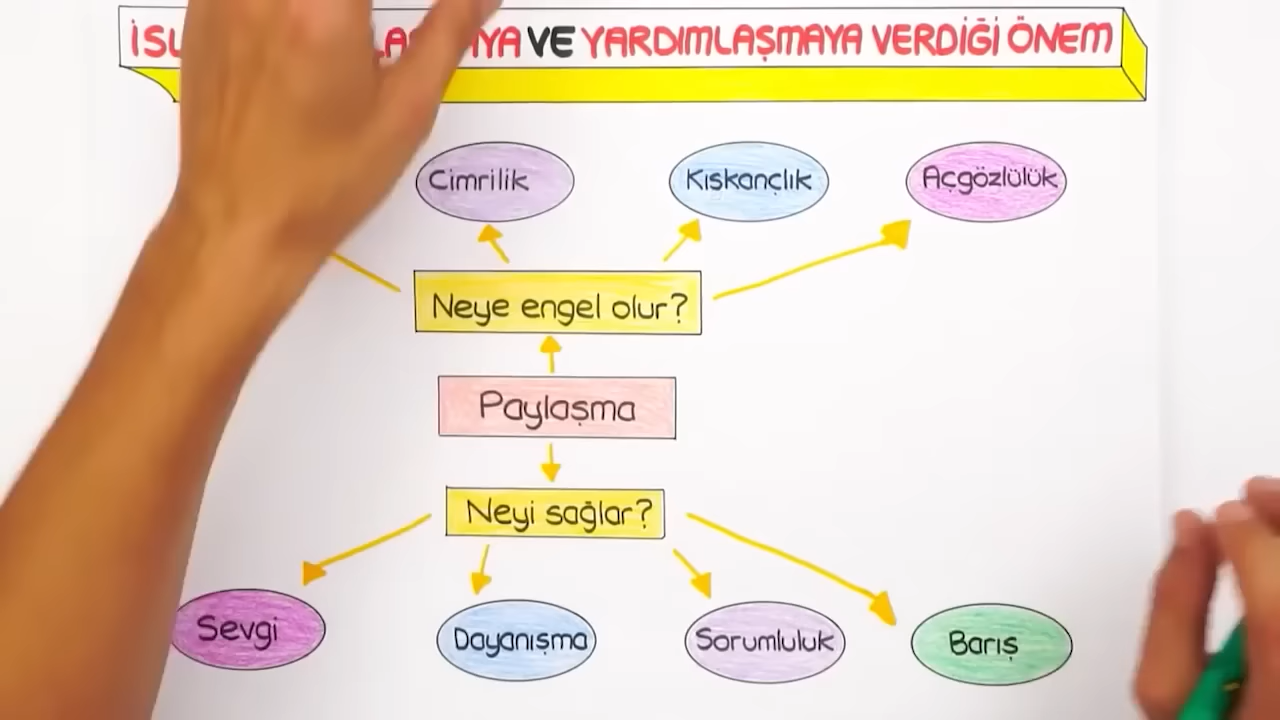 VE YARDIMLAŞMAYA VERDİĞİ ÖNEM
Cimrilik
Kıskançlık
Açgözlülük
Neye engel olur?
Paylaşma
Neyi sağlar?
Sevgi
Dayanışma
Sorumluluk
Barış